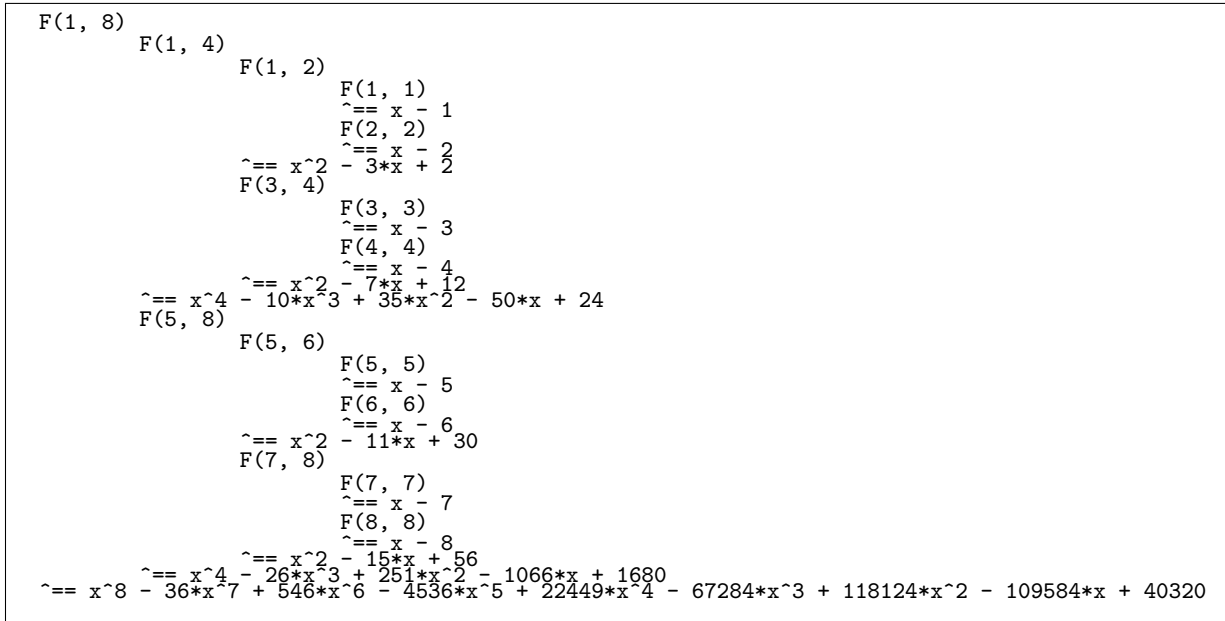 F(1, 8)
F(1, 4)
F(1, 2)
F(1, 1)
^== x - 1
F(2, 2)
^== x - 2
^== x^2 - 3*x + 2
F(3, 4)
F(3, 3)
^== x - 3
F(4, 4)
^== x - 4
^== x^2 - 7*x + 12
^== x^4 - 10*x^3 + 35*x^2 - 50*x + 24
F(5, 8)
F(5, 6)
F(5, 5)
^== x - 5
F(6, 6)
^== x - 6
^== x^2 - 11*x + 30
F(7, 8)
F(7, 7)
^== x - 7
F(8, 8)
^== x - 8
^== x^2 - 15*x + 56
^== x^4 - 26*x^3 + 251*x^2 - 1066*x + 1680
^== x^8 - 36*x^7 + 546*x^6 - 4536*x^5 + 22449*x^4 - 67284*x^3 + 118124*x^2 - 109584*x + 40320